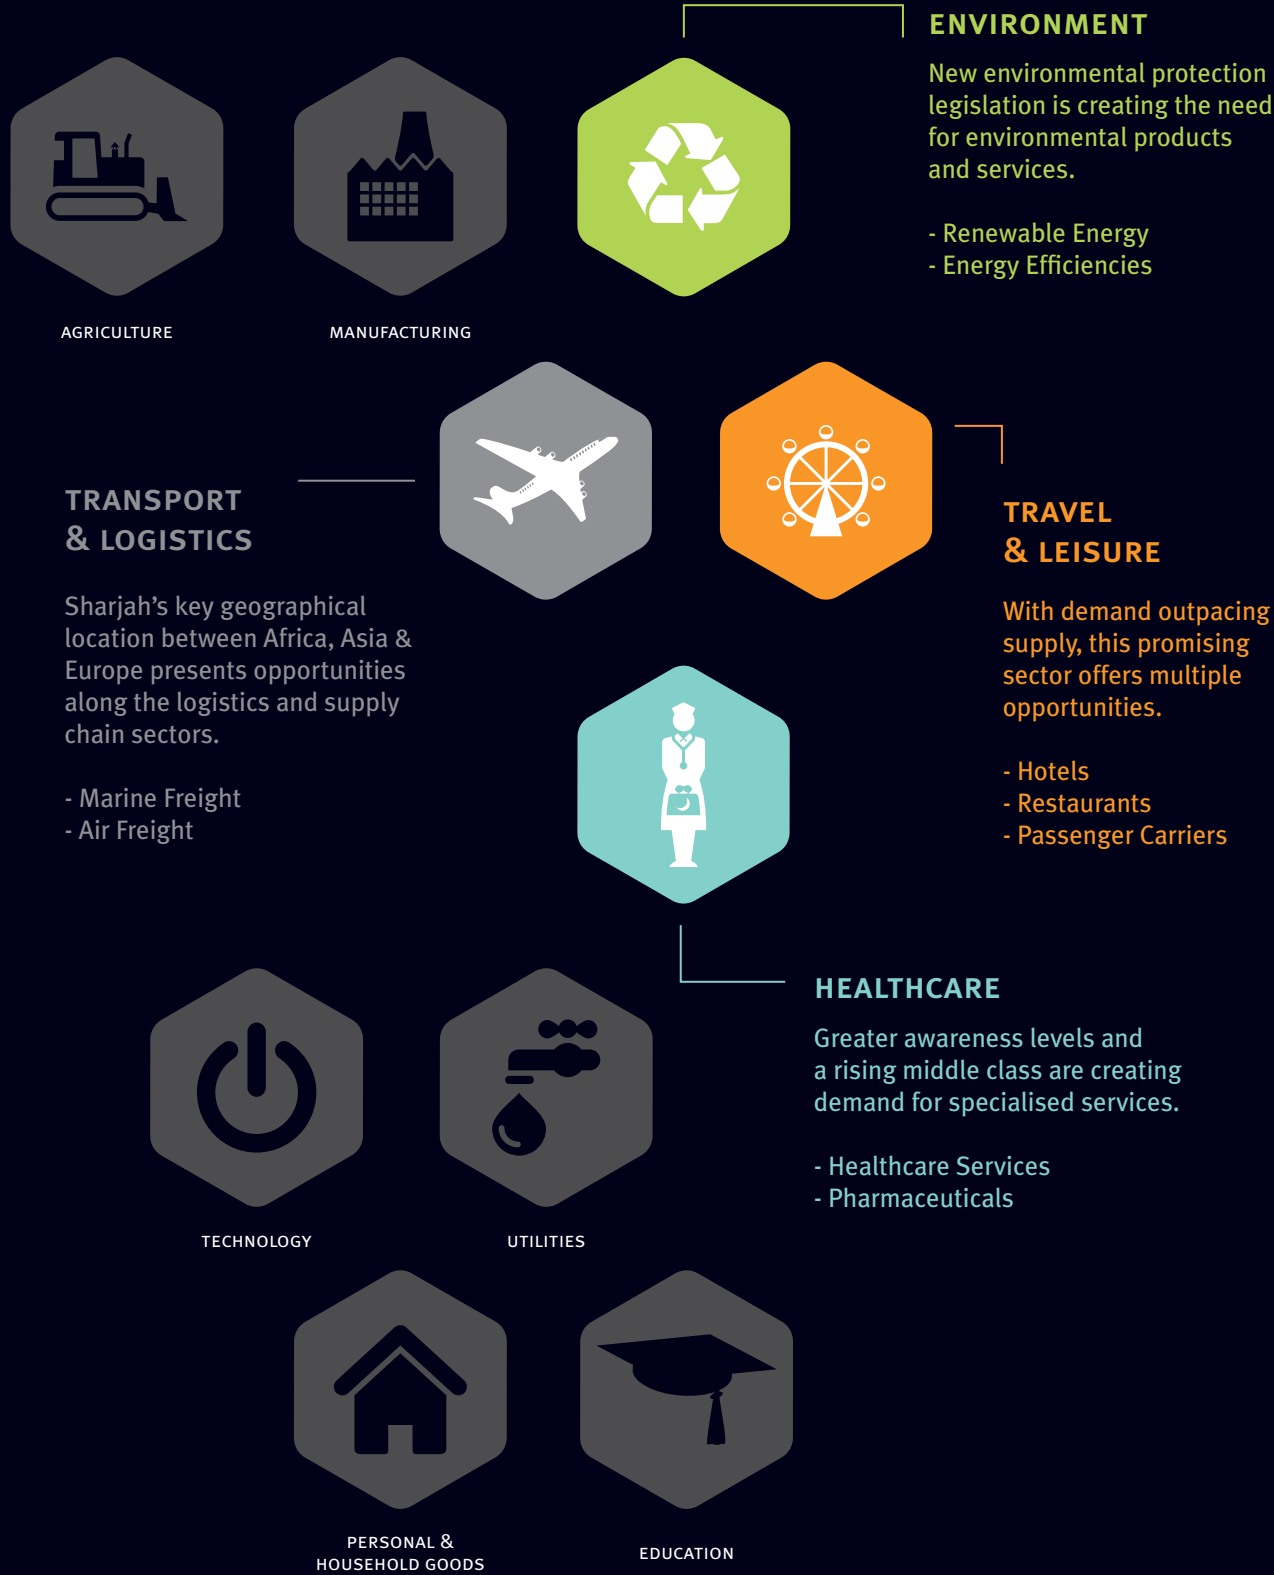 ENVIRONMENT
New environmental protection
legislation is creating the need
for environmental products
and services.
- Renewable Energy
- Energy Efficiencies
AGRICULTURE
MANUFACTURING
TRANSPORT
& LOGISTICS
Sharjah’s key geographical
location between Africa, Asia &
Europe presents opportunities
along the logistics and supply
chain sectors.
- Marine Freight
- Air Freight
TRAVEL
& LEISURE
With demand outpacing
supply, this promising
sector offers multiple
opportunities.
- Hotels
- Restaurants
- Passenger Carriers
HEALTHCARE
Greater awareness levels and
a rising middle class are creating
demand for specialised services.
- Healthcare Services
- Pharmaceuticals
TECHNOLOGY
UTILITIES
PERSONAL &
HOUSEHOLD GOODS
EDUCATION